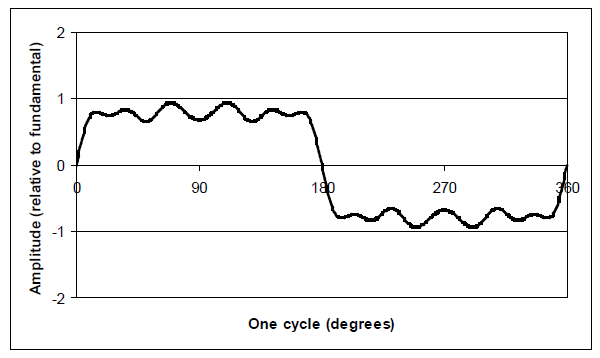 Amplitude (relative to fundamental)
2
1
0
-1
-2
0 90 180 270 360
One cycle (degrees)